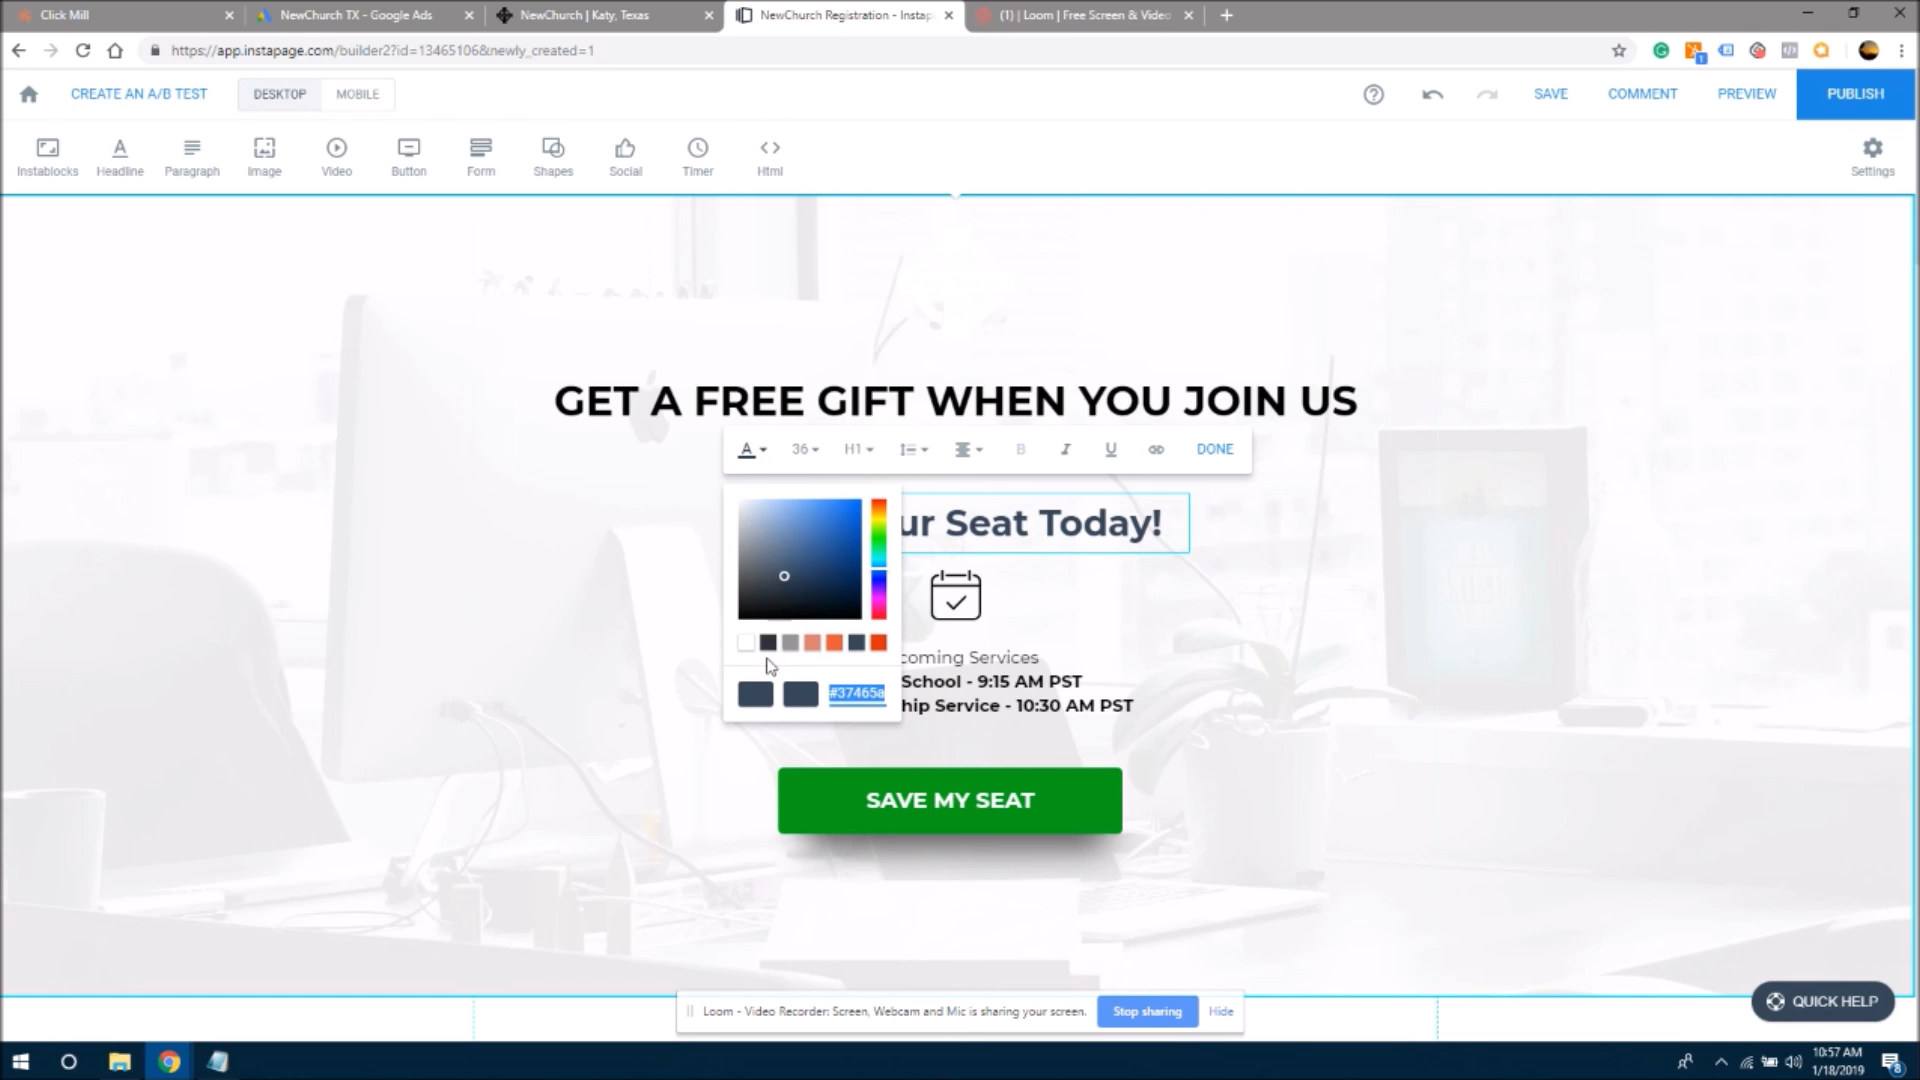 Click Mill
NewChurch TX - Google Ads
NewChurch | Katy, Texas
NewChurch Registration - Instap
(1) | Loom | Free Screen & Video
https://app.instapage.com/builder2?id=13465106&newly_created=1
CREATE AN A/B TEST
DESKTOP
MOBILE
SAVE
COMMENT
PREVIEW
PUBLISH
Instablocks
Headline
Paragraph
Image
Video
Button
Form
Shapes
Social
Timer
Html
Settings
GET A FREE GIFT WHEN YOU JOIN US
A
36
H1
B
I
U
DONE
ur Seat Today!
coming Services
School - 9:15 AM PST
hip Service - 10:30 AM PST
#37465a
SAVE MY SEAT
QUICK HELP
Loom - Video Recorder: Screen, Webcam and Mic is sharing your screen.
Stop sharing
Hide
10:57 AM
1/18/2019